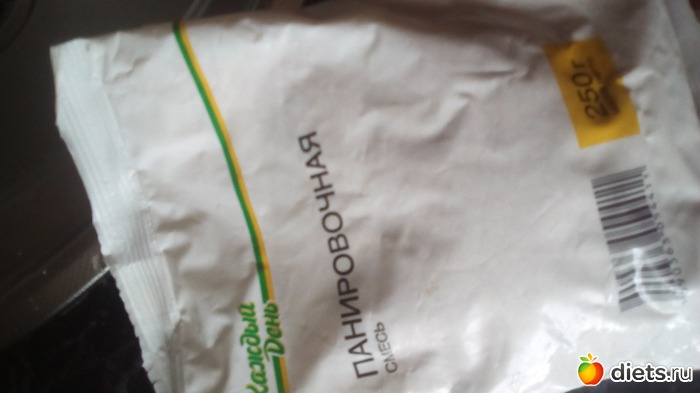 Каждый
День
ПАНИРОВОЧНАЯ
СМЕСЬ
250г
diets.ru